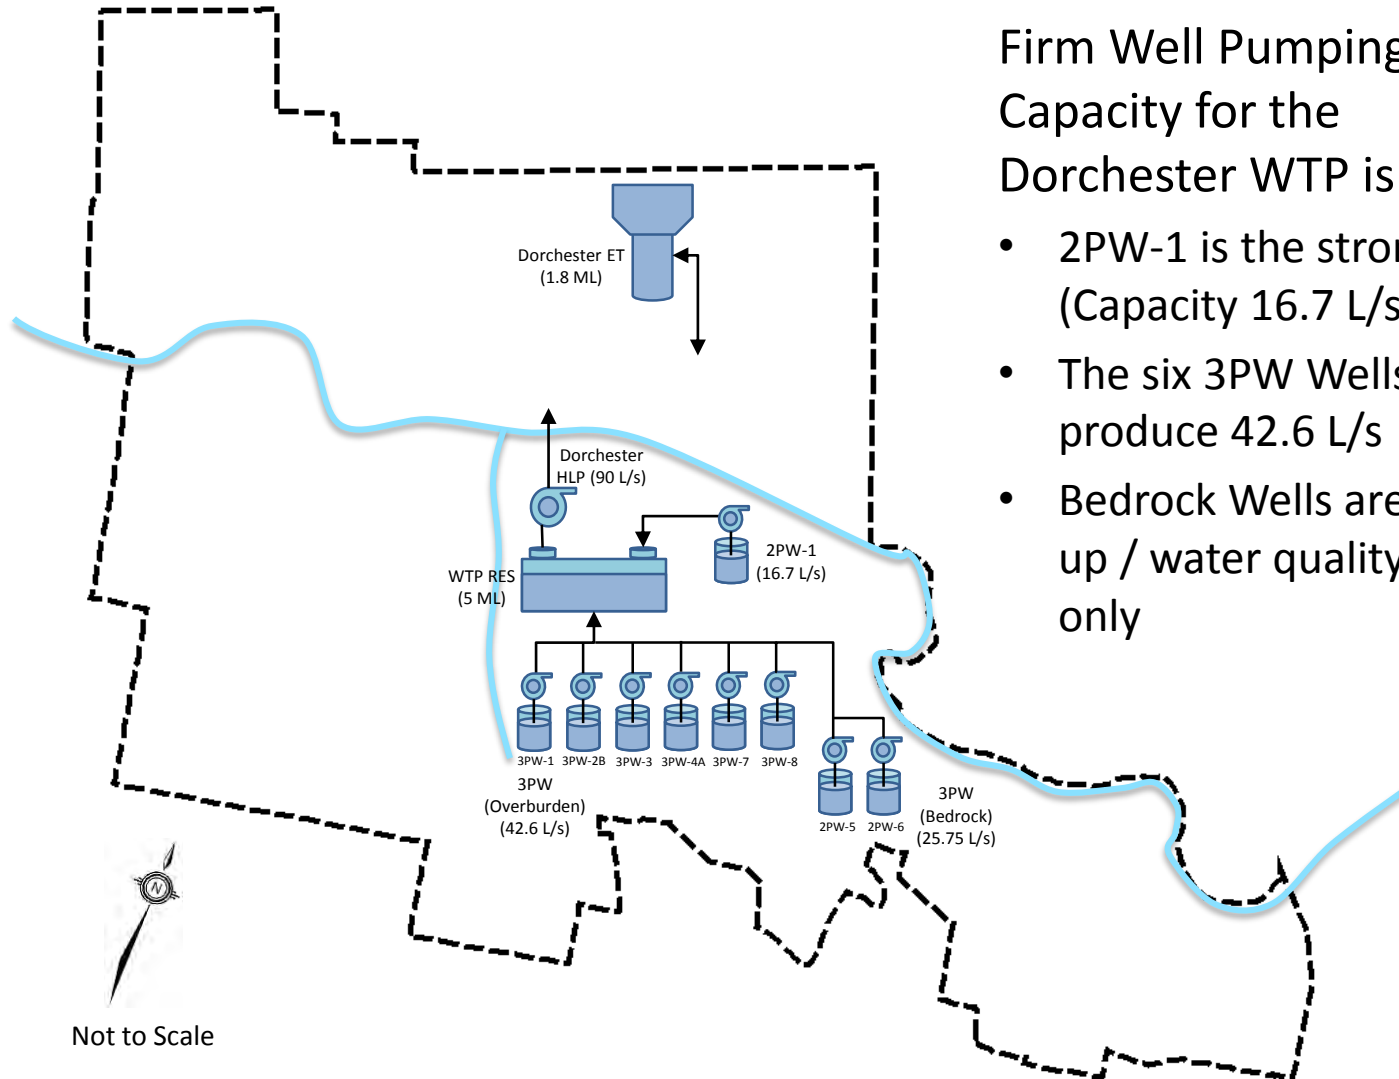 Firm Well Pumping
Capacity for the
Dorchester WTP is
• 2PW-1 is the
(Capacity 16.7 L/s
• The six 3PW Wells
produce 42.6 L/s
• Bedrock Wells are
up / water quality
only
Dorchester ET
(1.8 ML)
Dorchester
HLP (90 L/s)
2PW-1
(16.7 L/s)
WTP RES
(5 ML)
3PW-1 3PW-2B 3PW-3 3PW-4A 3PW-7 3PW-8
3PW
(Overburden)
(42.6 L/s)
2PW-5 2PW-6
3PW
(Bedrock)
(25.75 L/s)
N
Not to Scale